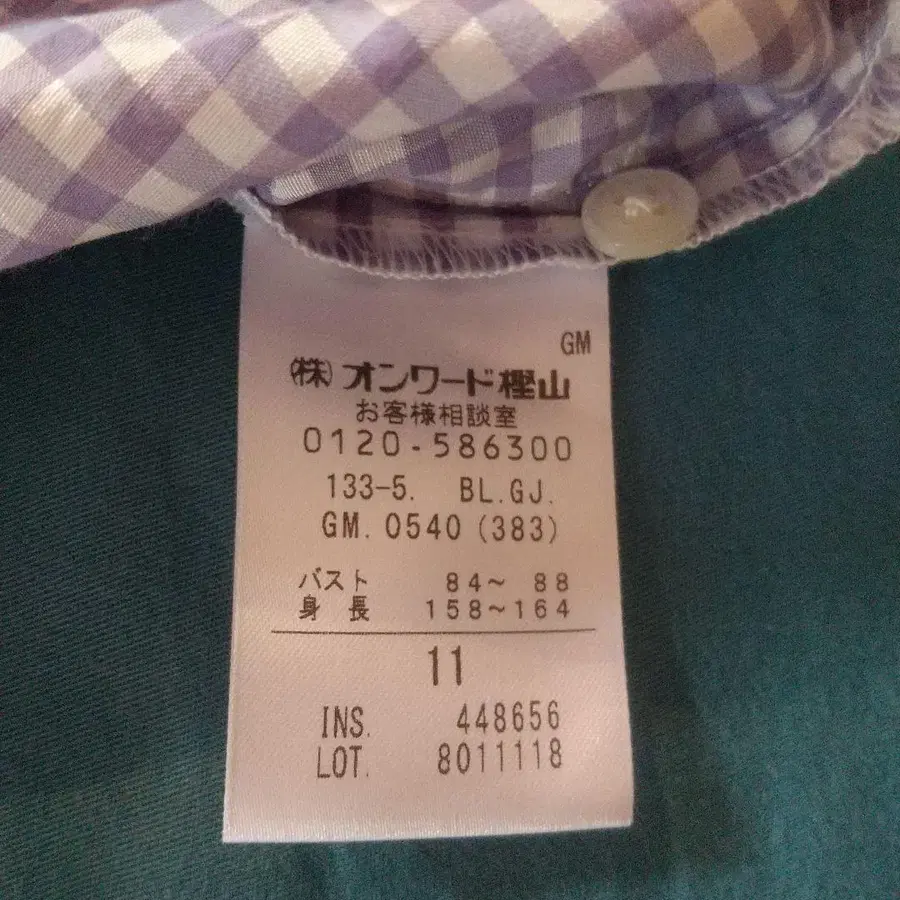 GM
㈱オンワード樫山
お客様相談室
0120-586300
133-5. BL.GJ.
GM. 0540 (383)
バスト 84～ 88
身 長 158～164
11
INS. 448656
LOT. 8011118